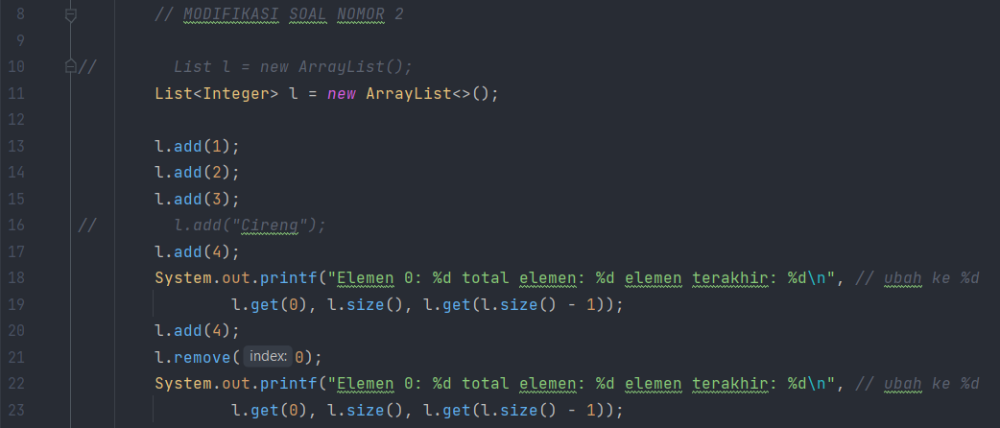 8 // MODIFIKASI SOAL NOMOR 2
9
10 // List l = new ArrayList();
11 List<Integer> l = new ArrayList<>();
12
13 l.add(1);
14 l.add(2);
15 l.add(3);
16 // l.add("Cireng");
17 l.add(4);
18 System.out.printf("Elemen 0: %d total elemen: %d elemen terakhir: %d\n", // ubah ke %d
19 l.get(0), l.size(), l.get(l.size() - 1));
20 l.add(4);
21 l.remove( index: 0);
22 System.out.printf("Elemen 0: %d total elemen: %d elemen terakhir: %d\n", // ubah ke %d
23 l.get(0), l.size(), l.get(l.size() - 1));